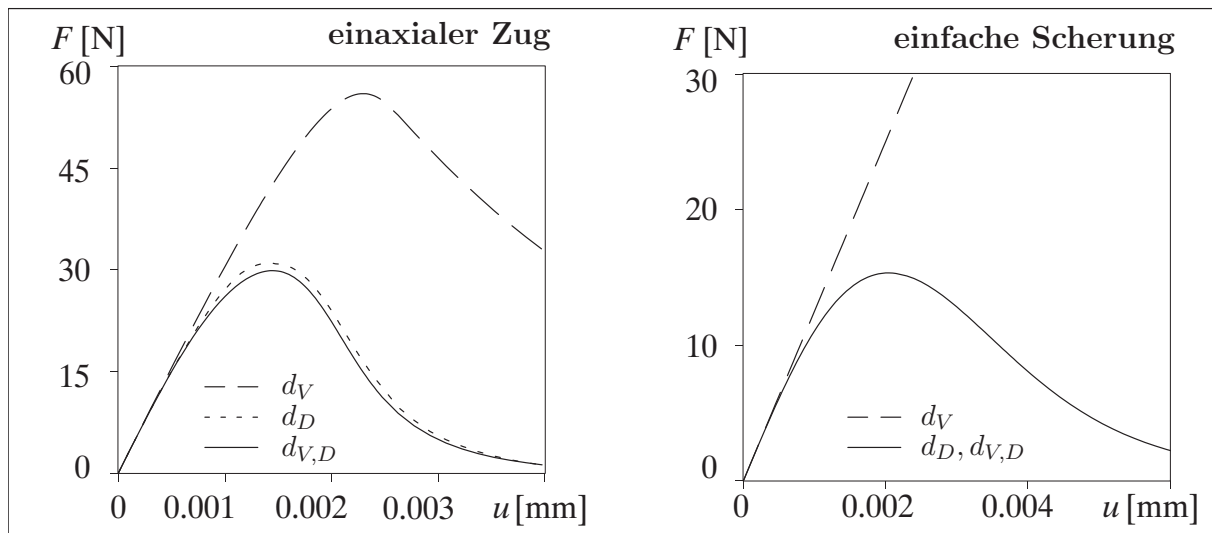 F [N]
einaxialer Zug
60
45
30
15
0
d_V
d_D
d_{V,D}
0
0.001
0.002
0.003
u [mm]
F [N]
einfache Scherung
30
20
10
0
d_V
d_D, d_{V,D}
0
0.002
0.004
u [mm]